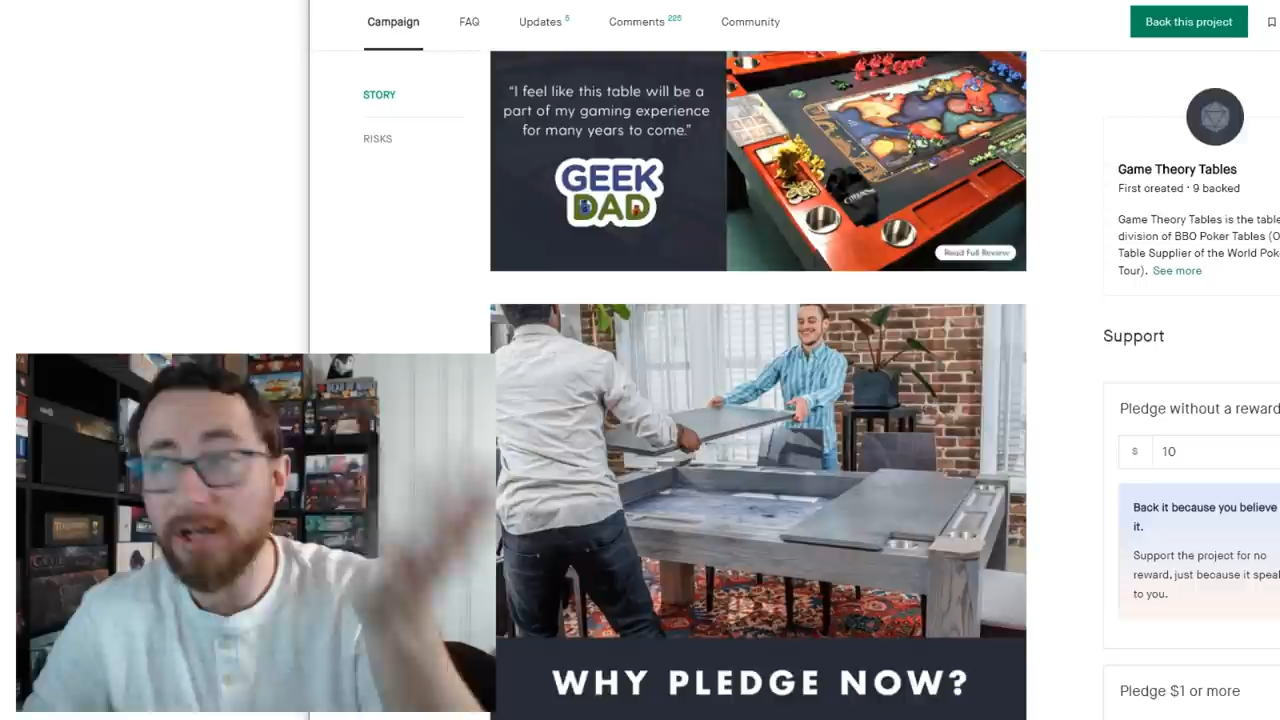 Campaign
FAQ
Updates 5
Comments 226
Community
Back this project
STORY
RISKS
“I feel like this table will be a
part of my gaming experience
for many years to come.”
GEEK
DAD
Read Full Review
Game Theory Tables
First created · 9 backed
Game Theory Tables is the table
division of BBO Poker Tables (O
Table Supplier of the World Pok
Tour). See more
Support
Pledge without a reward
$ 10
Back it because you believe
it.
Support the project for no
reward, just because it speak
to you.
WHY PLEDGE NOW?
Pledge $1 or more